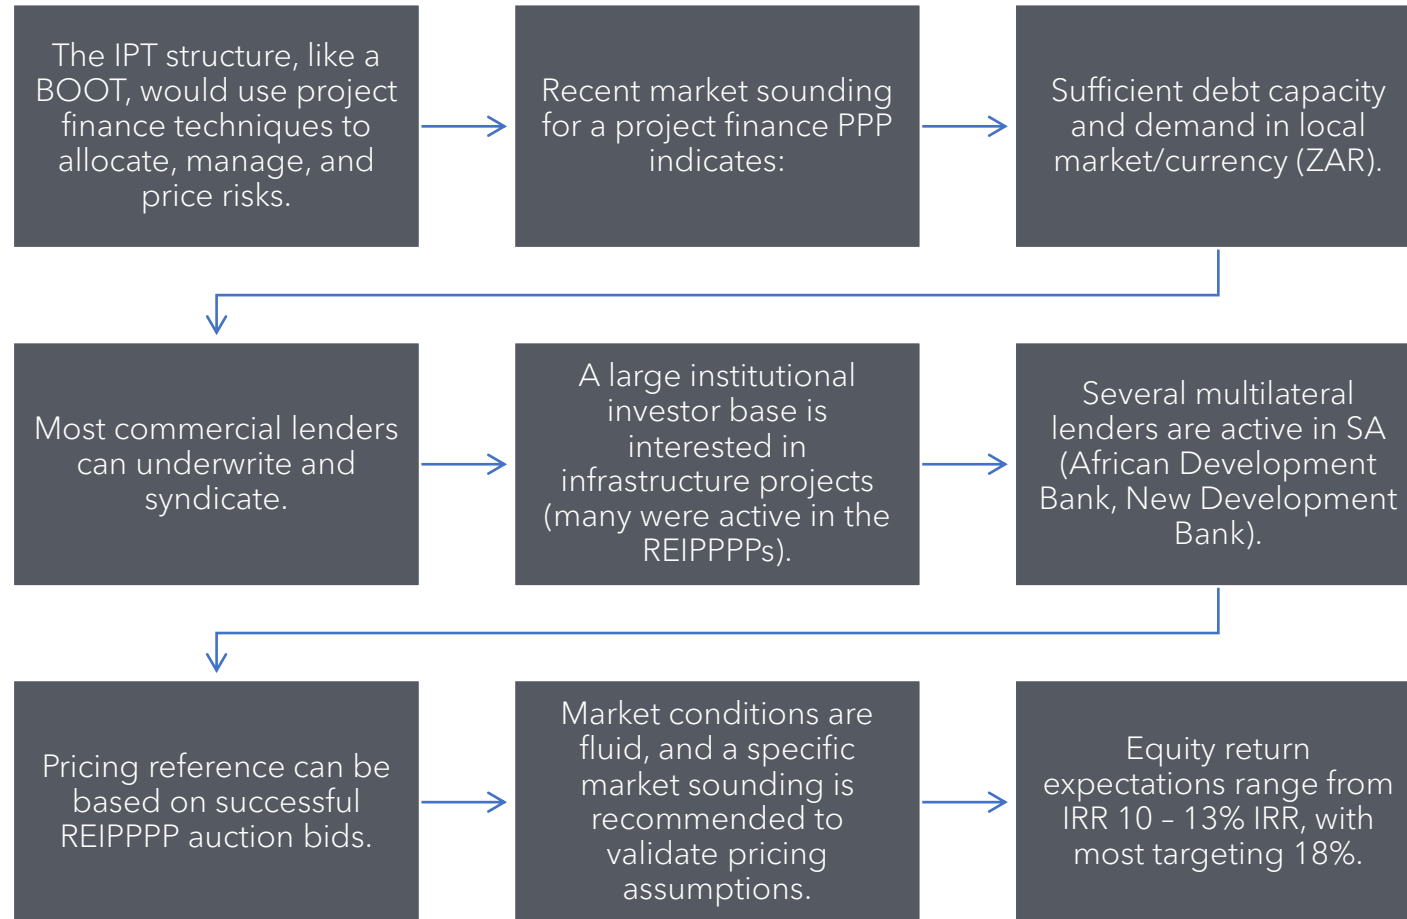 The IPT structure, like a
BOOT, would use project
finance techniques to
allocate, manage, and
price risks.
Recent market sounding
for a project finance PPP
indicates:
Sufficient debt capacity
and demand in local
market/currency (ZAR).
Most commercial lenders
can underwrite and
syndicate.
A large institutional
investor base is
interested in
infrastructure projects
(many were active in the
REIPPPPs).
Several multilateral
lenders are active in SA
(African Development
Bank, New Development
Bank).
Pricing reference can be
based on successful
REIPPPP auction bids.
Market conditions are
fluid, and a specific
market sounding is
recommended to
validate pricing
assumptions.
Equity return
expectations range from
IRR 10 – 13% IRR, with
most targeting 18%.